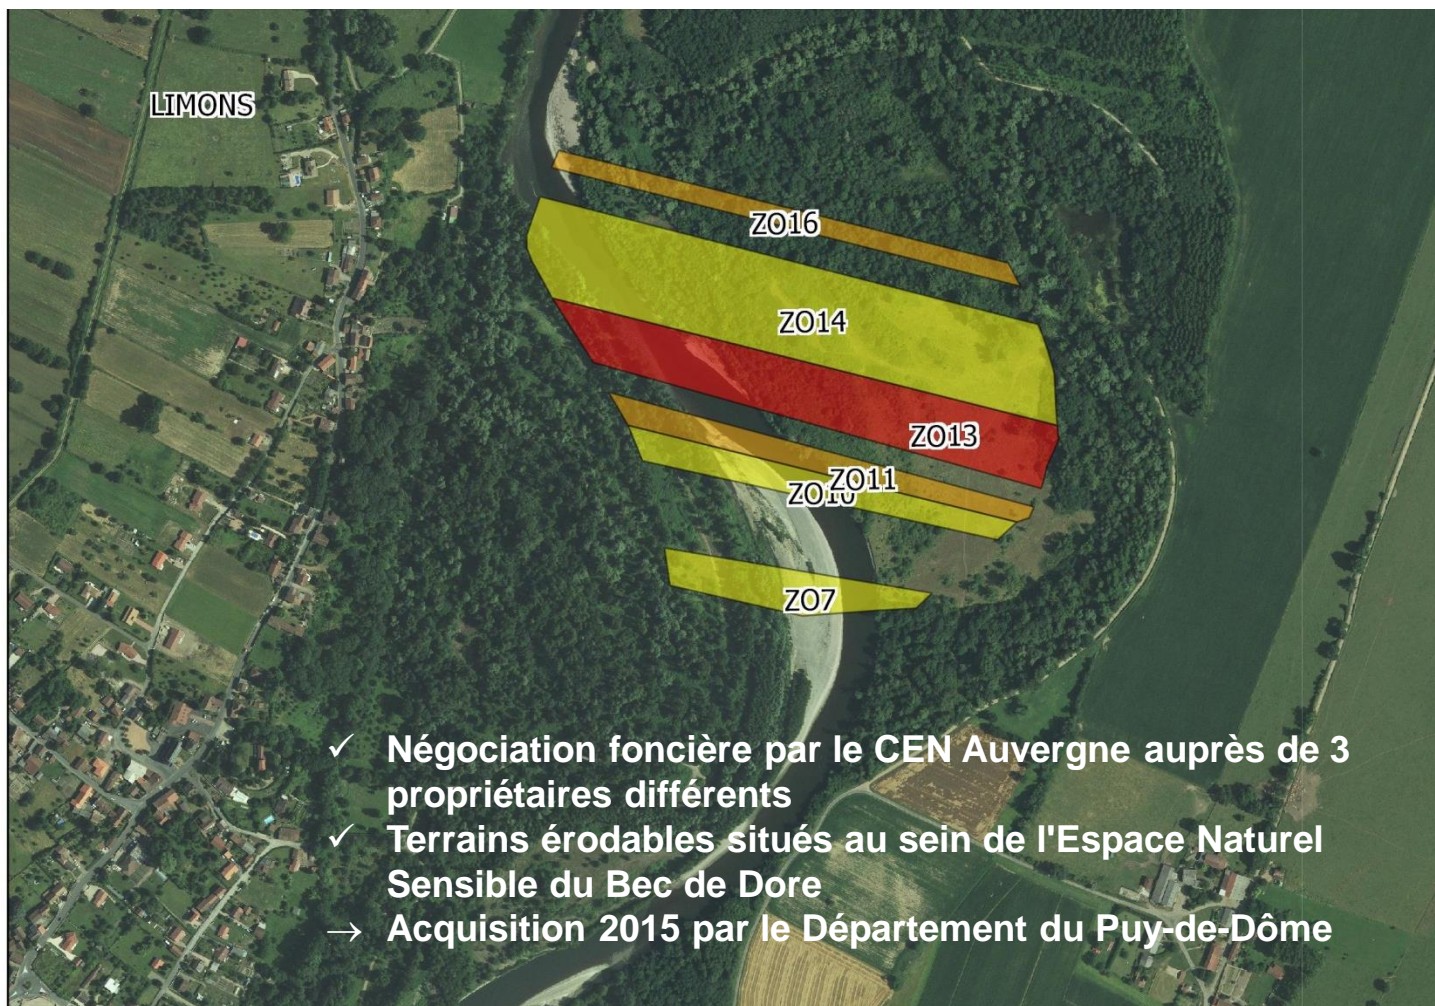 LIMONS
ZO16
ZO14
ZO13
ZO11
ZO10
ZO7
✓ Négociation foncière par le CEN Auvergne auprès de 3
propriétaires différents
✓ Terrains érodables situés au sein de l'Espace Naturel
Sensible du Bec de Dore
→ Acquisition 2015 par le Département du Puy-de-Dôme